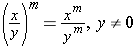 (x/y)^m = x^m/y^m, y ≠ 0